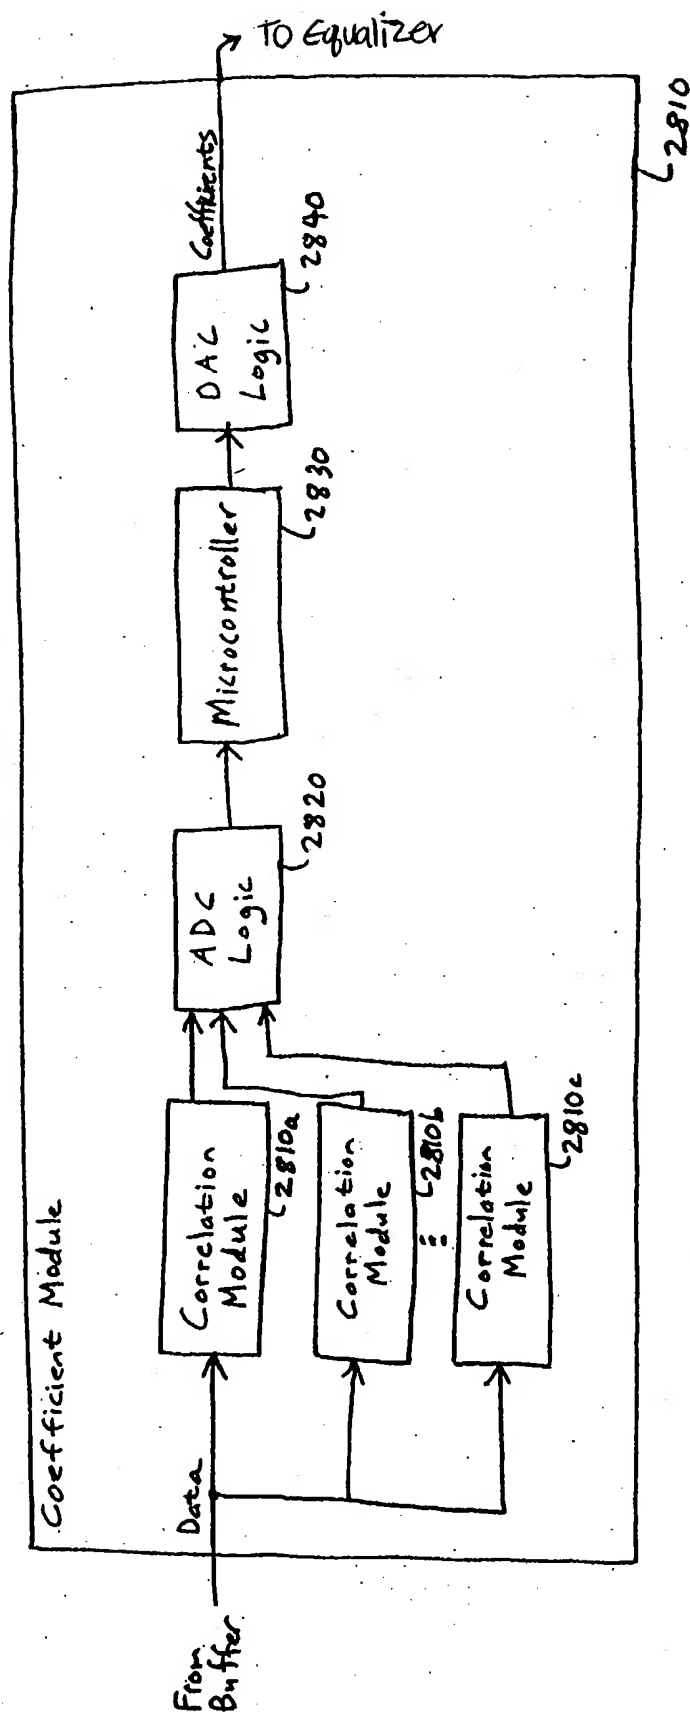 Coefficient Module
From
Buffer
Data
Correlation
Module
2810a
Correlation
Module
2810b
Correlation
Module
2810c
ADC
Logic
2820
Microcontroller
2830
DAC
Logic
2840
Coefficients
To Equalizer
2810